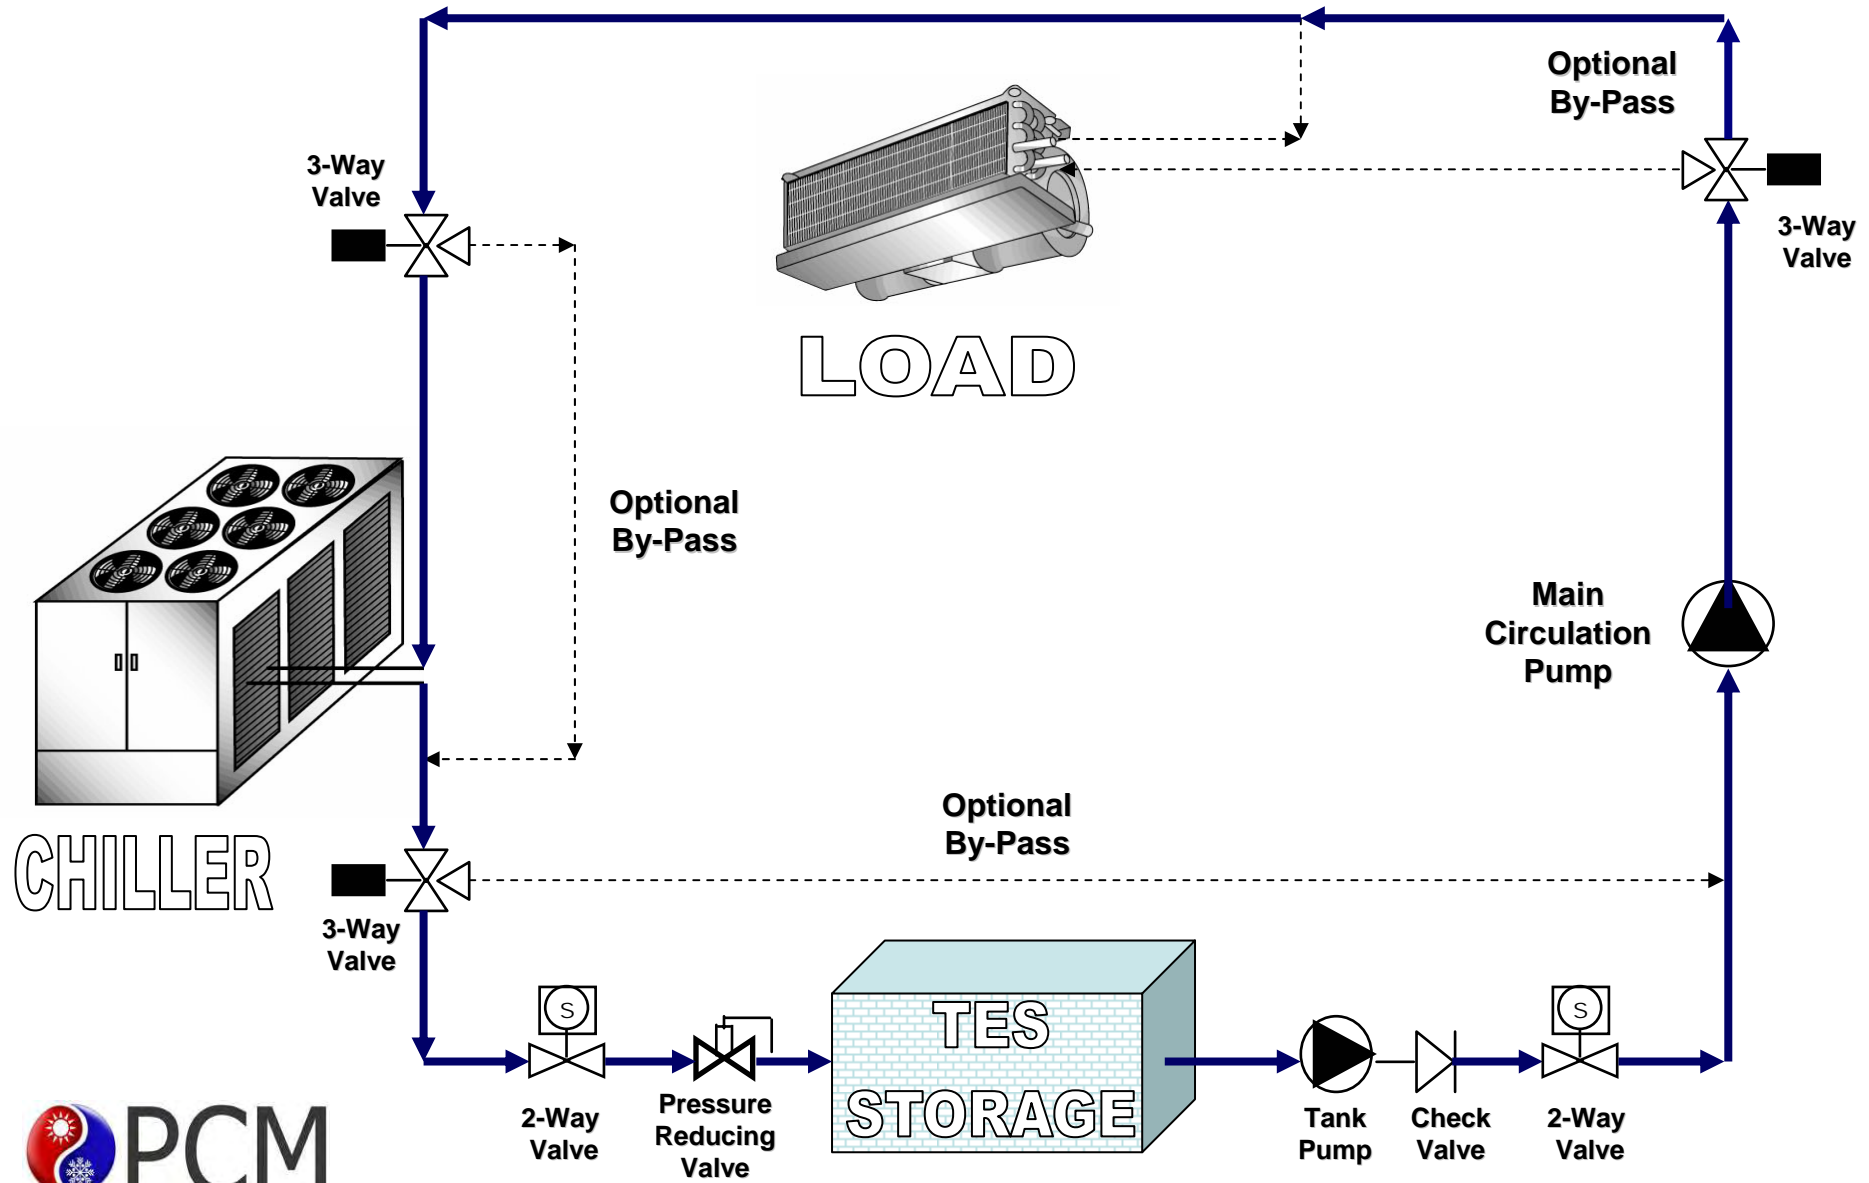 Optional
By-Pass
3-Way
Valve
3-Way
Valve
LOAD
Optional
By-Pass
Main
Circulation
Pump
Optional
By-Pass
CHILLER
3-Way
Valve
S
S
TES
STORAGE
2-Way
Valve
Pressure
Reducing
Valve
Tank
Pump
Check
Valve
2-Way
Valve
PCM